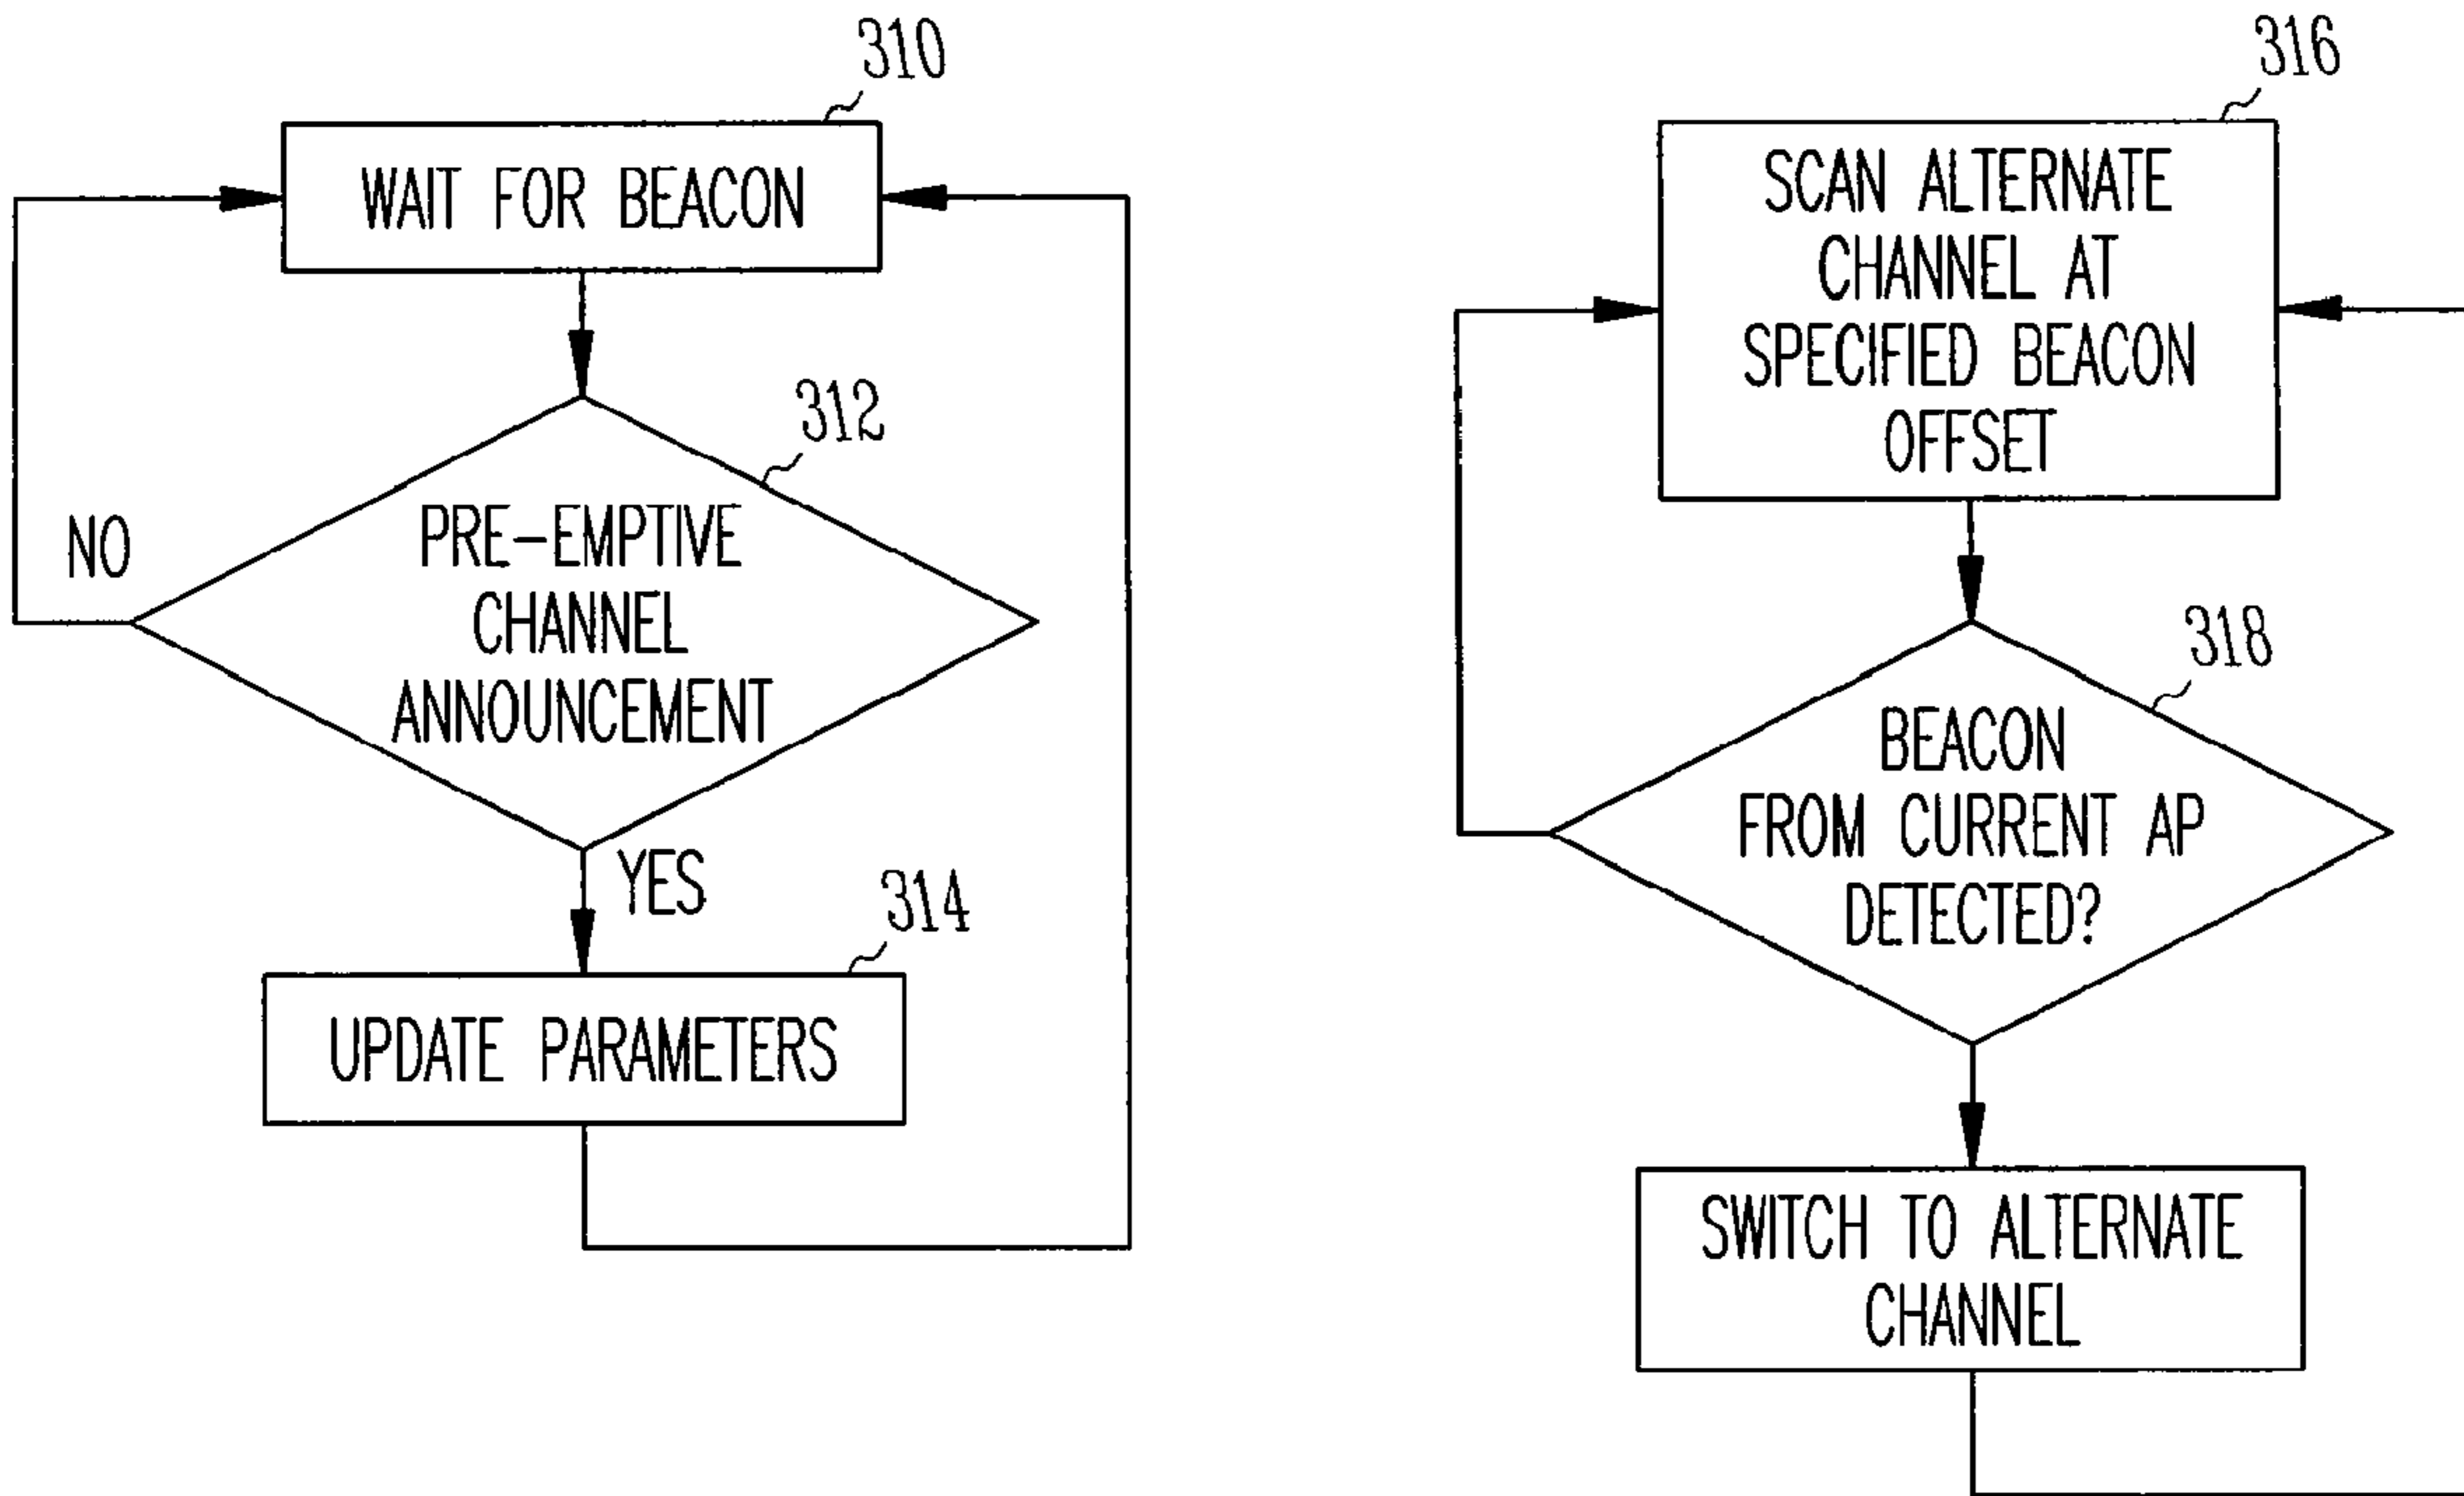 310
WAIT FOR BEACON
312
PRE-EMPTIVE
CHANNEL
ANNOUNCEMENT
NO
YES
314
UPDATE PARAMETERS
316
SCAN ALTERNATE
CHANNEL AT
SPECIFIED BEACON
OFFSET
318
BEACON
FROM CURRENT AP
DETECTED?
SWITCH TO ALTERNATE
CHANNEL